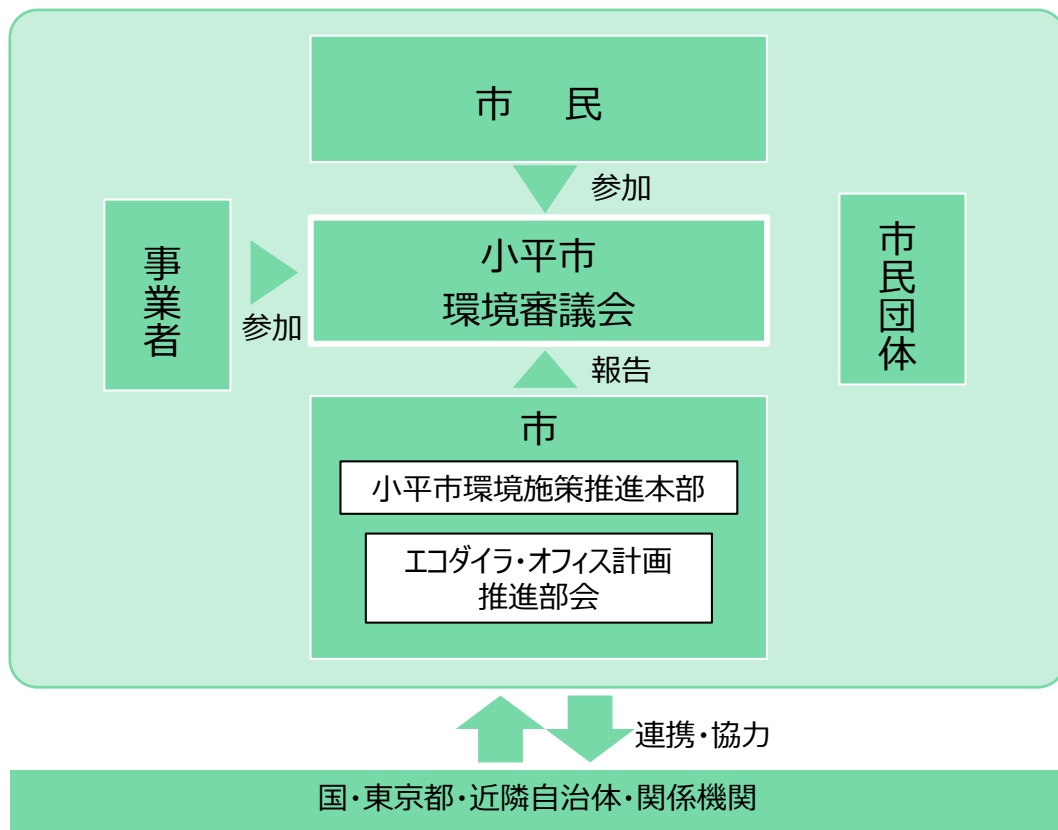 市　民
参加
事業者
参加
小平市
環境審議会
市民団体
報告
市
小平市環境施策推進本部
エコダイラ・オフィス計画
推進部会
連携・協力
国・東京都・近隣自治体・関係機関